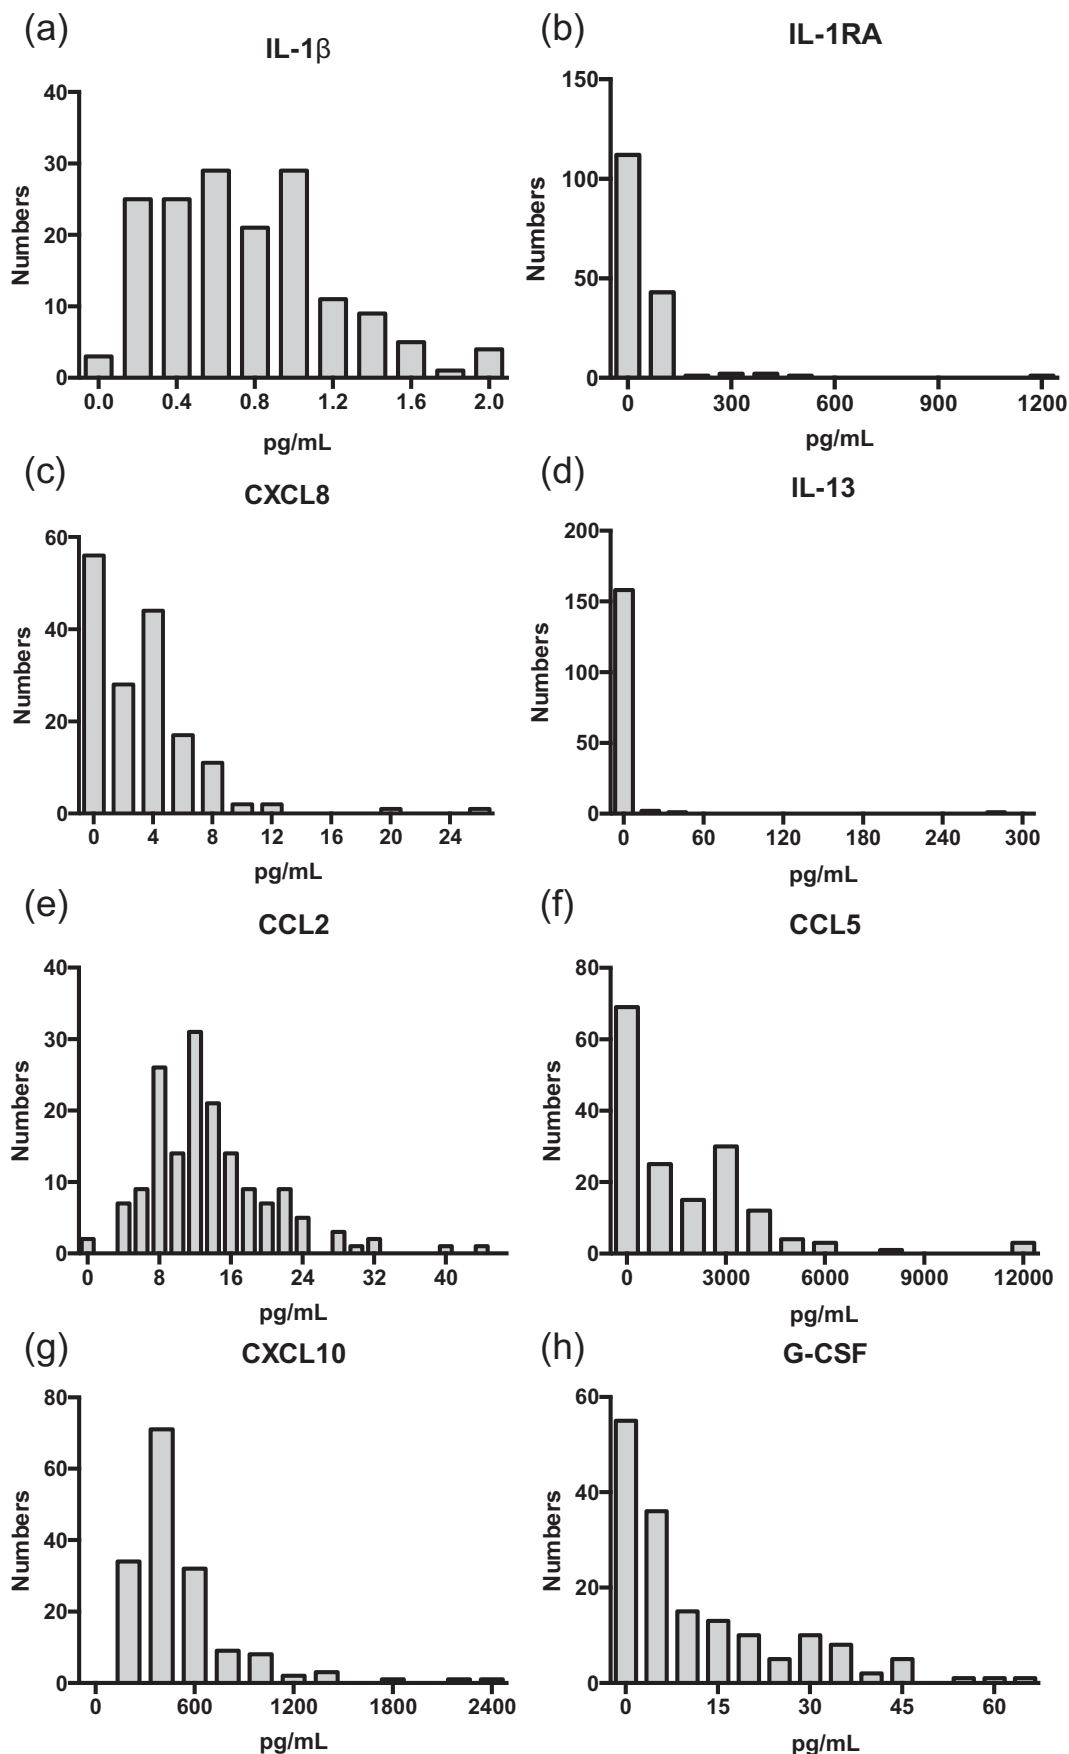 (a)
IL-1β
40
30
20
10
0
Numbers
0.0 0.4 0.8 1.2 1.6 2.0
pg/mL
(b)
IL-1RA
150
100
50
0
Numbers
0 300 600 900 1200
pg/mL
(c)
CXCL8
60
40
20
0
Numbers
0 4 8 12 16 20 24
pg/mL
(d)
IL-13
200
150
100
50
0
Numbers
0 60 120 180 240 300
pg/mL
(e)
CCL2
40
30
20
10
0
Numbers
0 8 16 24 32 40
pg/mL
(f)
CCL5
80
60
40
20
0
Numbers
0 3000 6000 9000 12000
pg/mL
(g)
CXCL10
80
60
40
20
0
Numbers
0 600 1200 1800 2400
pg/mL
(h)
G-CSF
60
40
20
0
Numbers
0 15 30 45 60
pg/mL